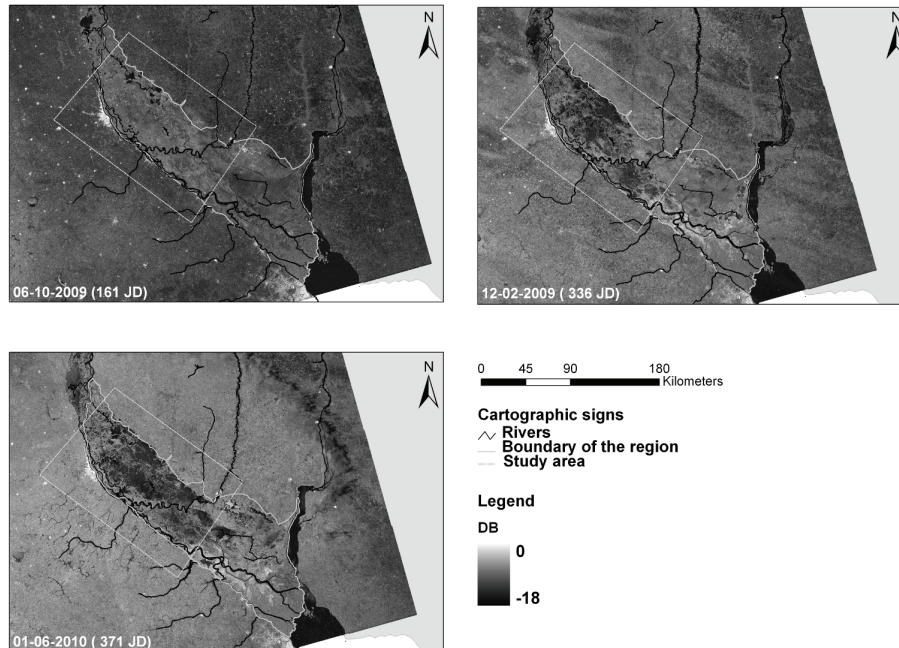 N
06-10-2009 (161 JD)
N
12-02-2009 ( 336 JD)
N
01-06-2010 ( 371 JD)
0 45 90 180
Kilometers
Cartographic signs
Rivers
Boundary of the region
Study area
Legend
DB
0
-18